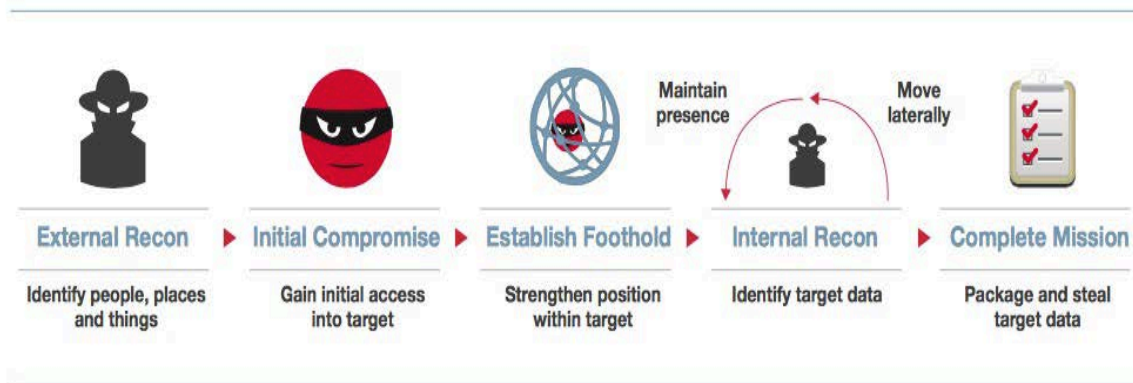 Maintain
presence
Move
laterally
External Recon
Initial Compromise
Establish Foothold
Internal Recon
Complete Mission
Identify people, places
and things
Gain initial access
into target
Strengthen position
within target
Identify target data
Package and steal
target data